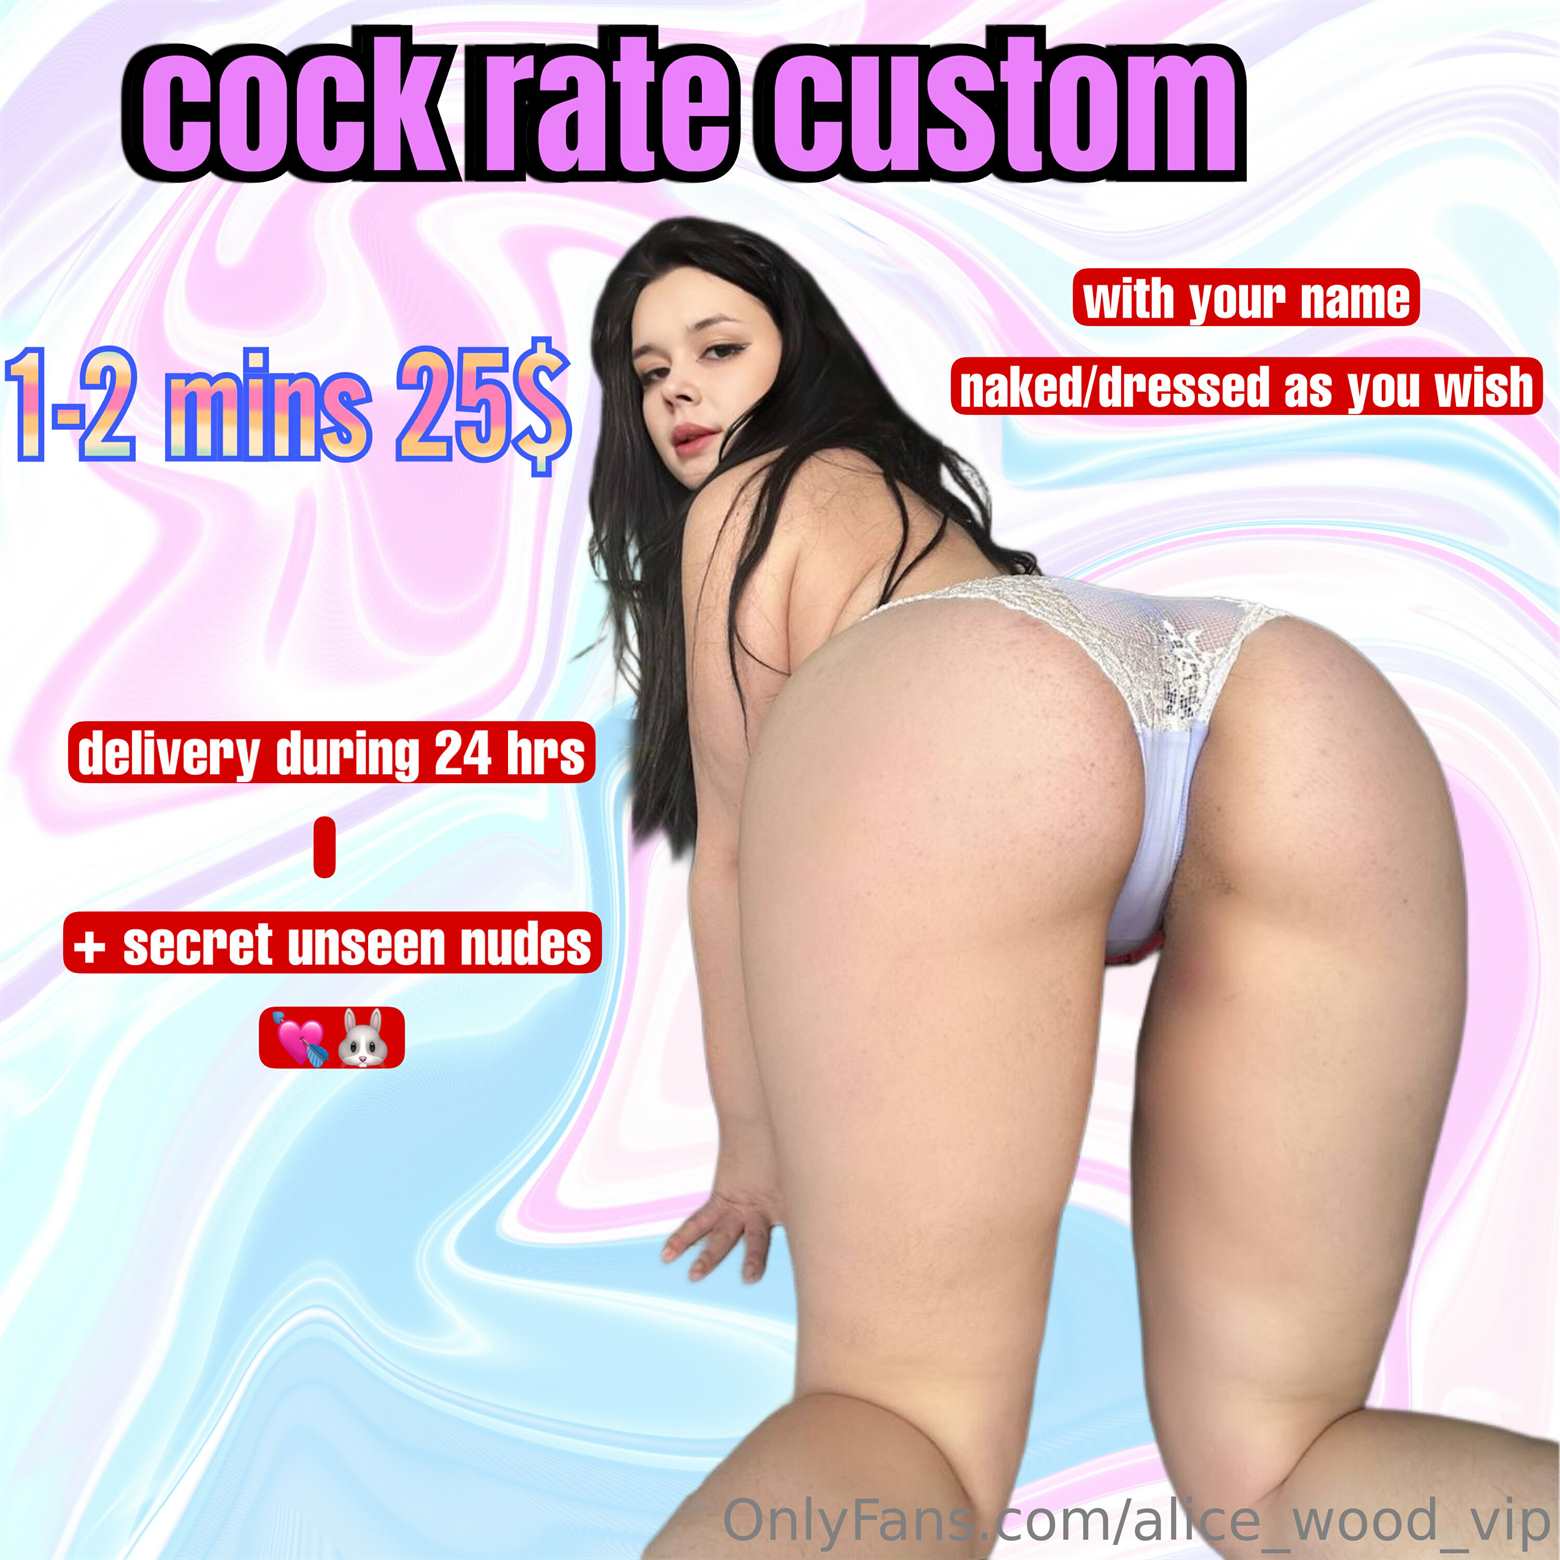 cock rate custom
with your name
1-2 mins 25$
naked/dressed as you wish
delivery during 24 hrs
+ secret unseen nudes
💘🐰
OnlyFans.com/alice_wood_vip